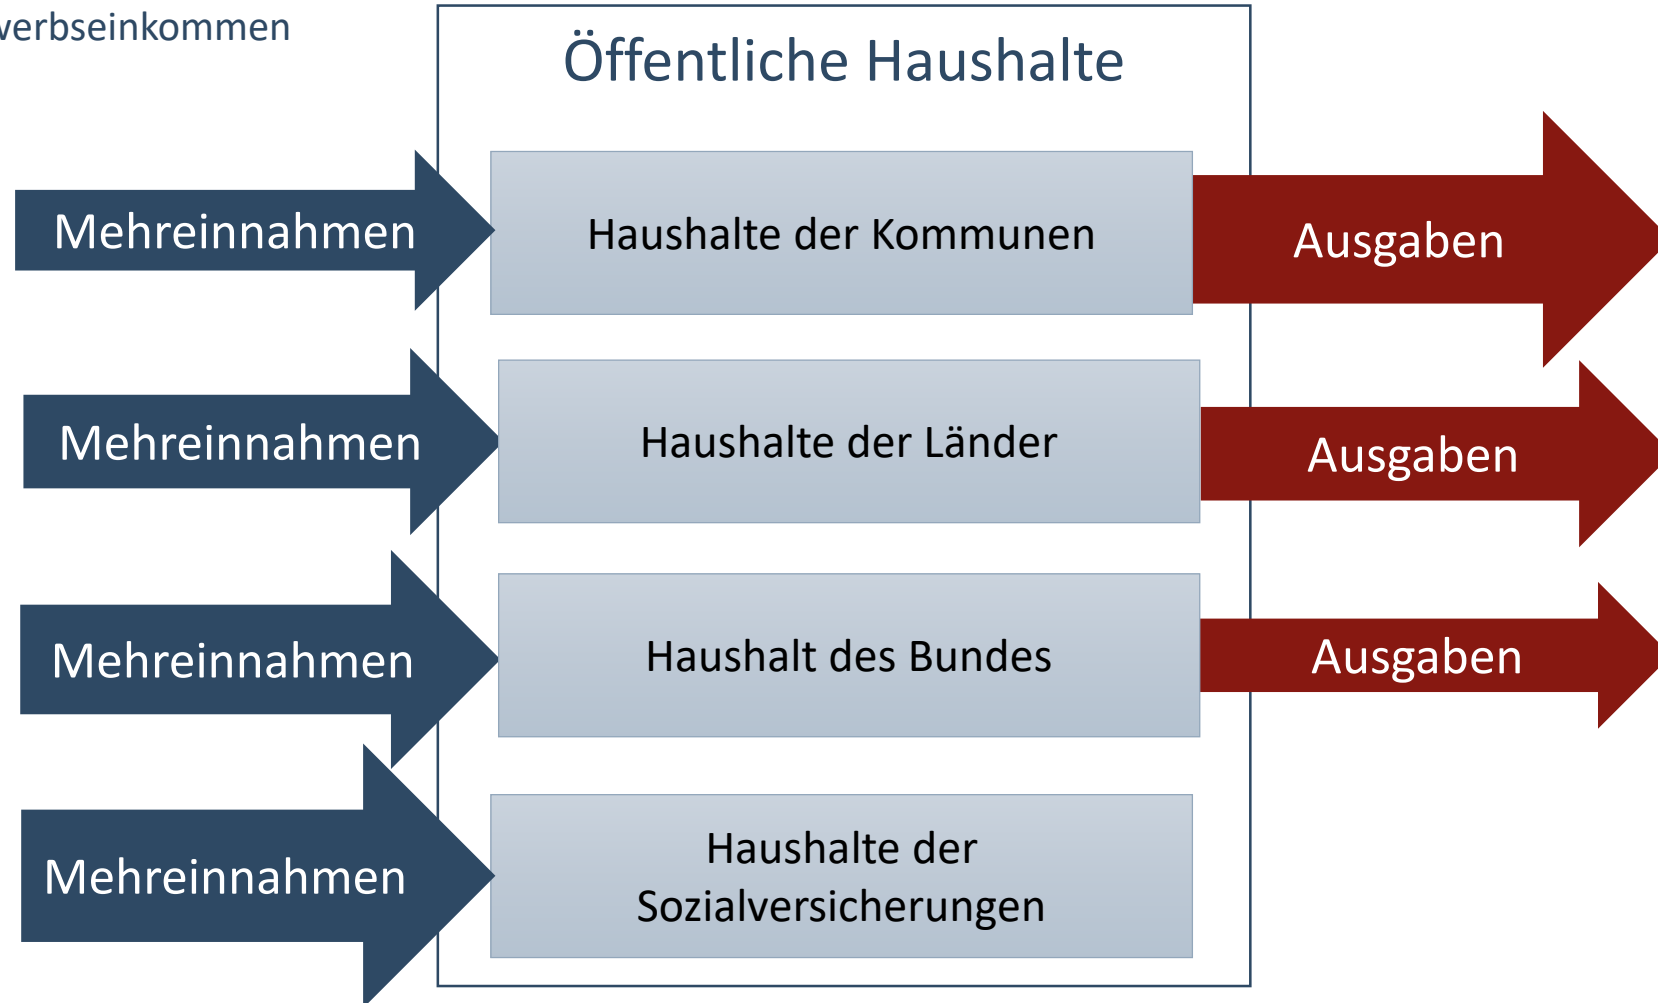 werbseinkommen
Öffentliche Haushalte
Mehreinnahmen
Haushalte der Kommunen
Ausgaben
Mehreinnahmen
Haushalte der Länder
Ausgaben
Mehreinnahmen
Haushalt des Bundes
Ausgaben
Mehreinnahmen
Haushalte der
Sozialversicherungen